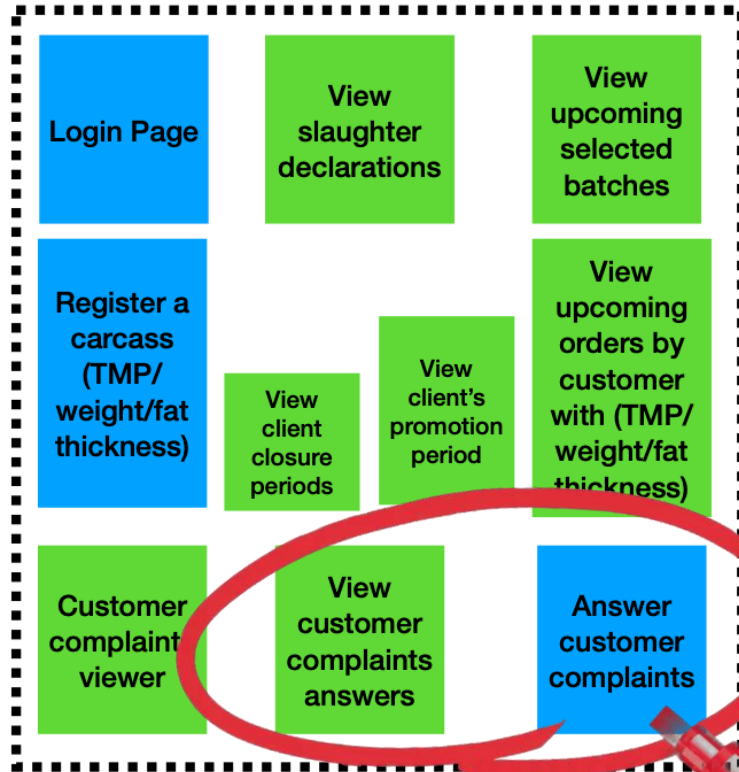 Login Page
View
slaughter
declarations
View
upcoming
selected
batches
Register a
carcass
(TMP/
weight/fat
thickness)
View
client
closure
periods
View
client's
promotion
period
View
upcoming
orders by
customer
with (TMP/
weight/fat
thickness)
Customer
complaint
viewer
View
customer
complaints
answers
Answer
customer
complaints